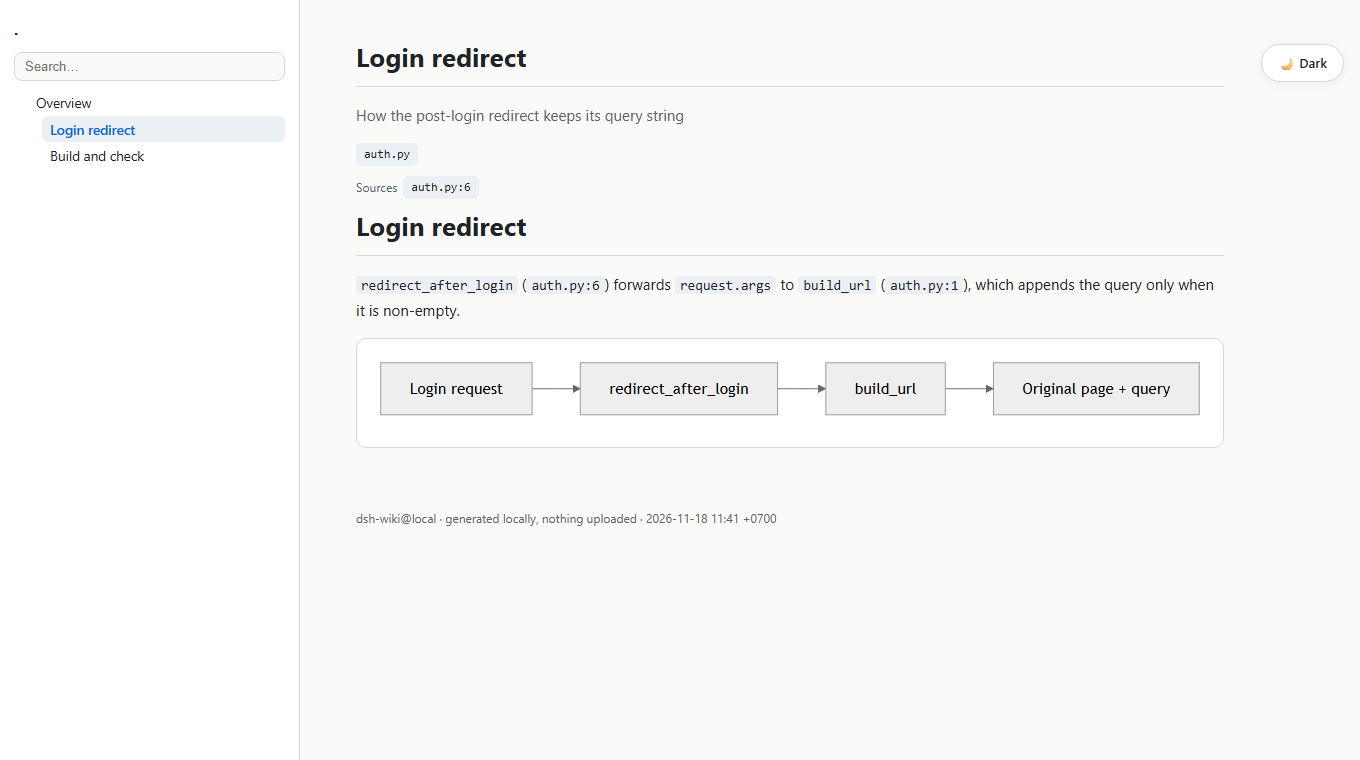 .
Search...
Overview
Login redirect
Build and check
🌙 Dark
Login redirect
How the post-login redirect keeps its query string
auth.py
Sources auth.py:6
Login redirect
redirect_after_login (auth.py:6) forwards request.args to build_url (auth.py:1), which appends the query only when
it is non-empty.
Login request
redirect_after_login
build_url
Original page + query
dsh-wiki@local · generated locally, nothing uploaded · 2026-11-18 11:41 +0700